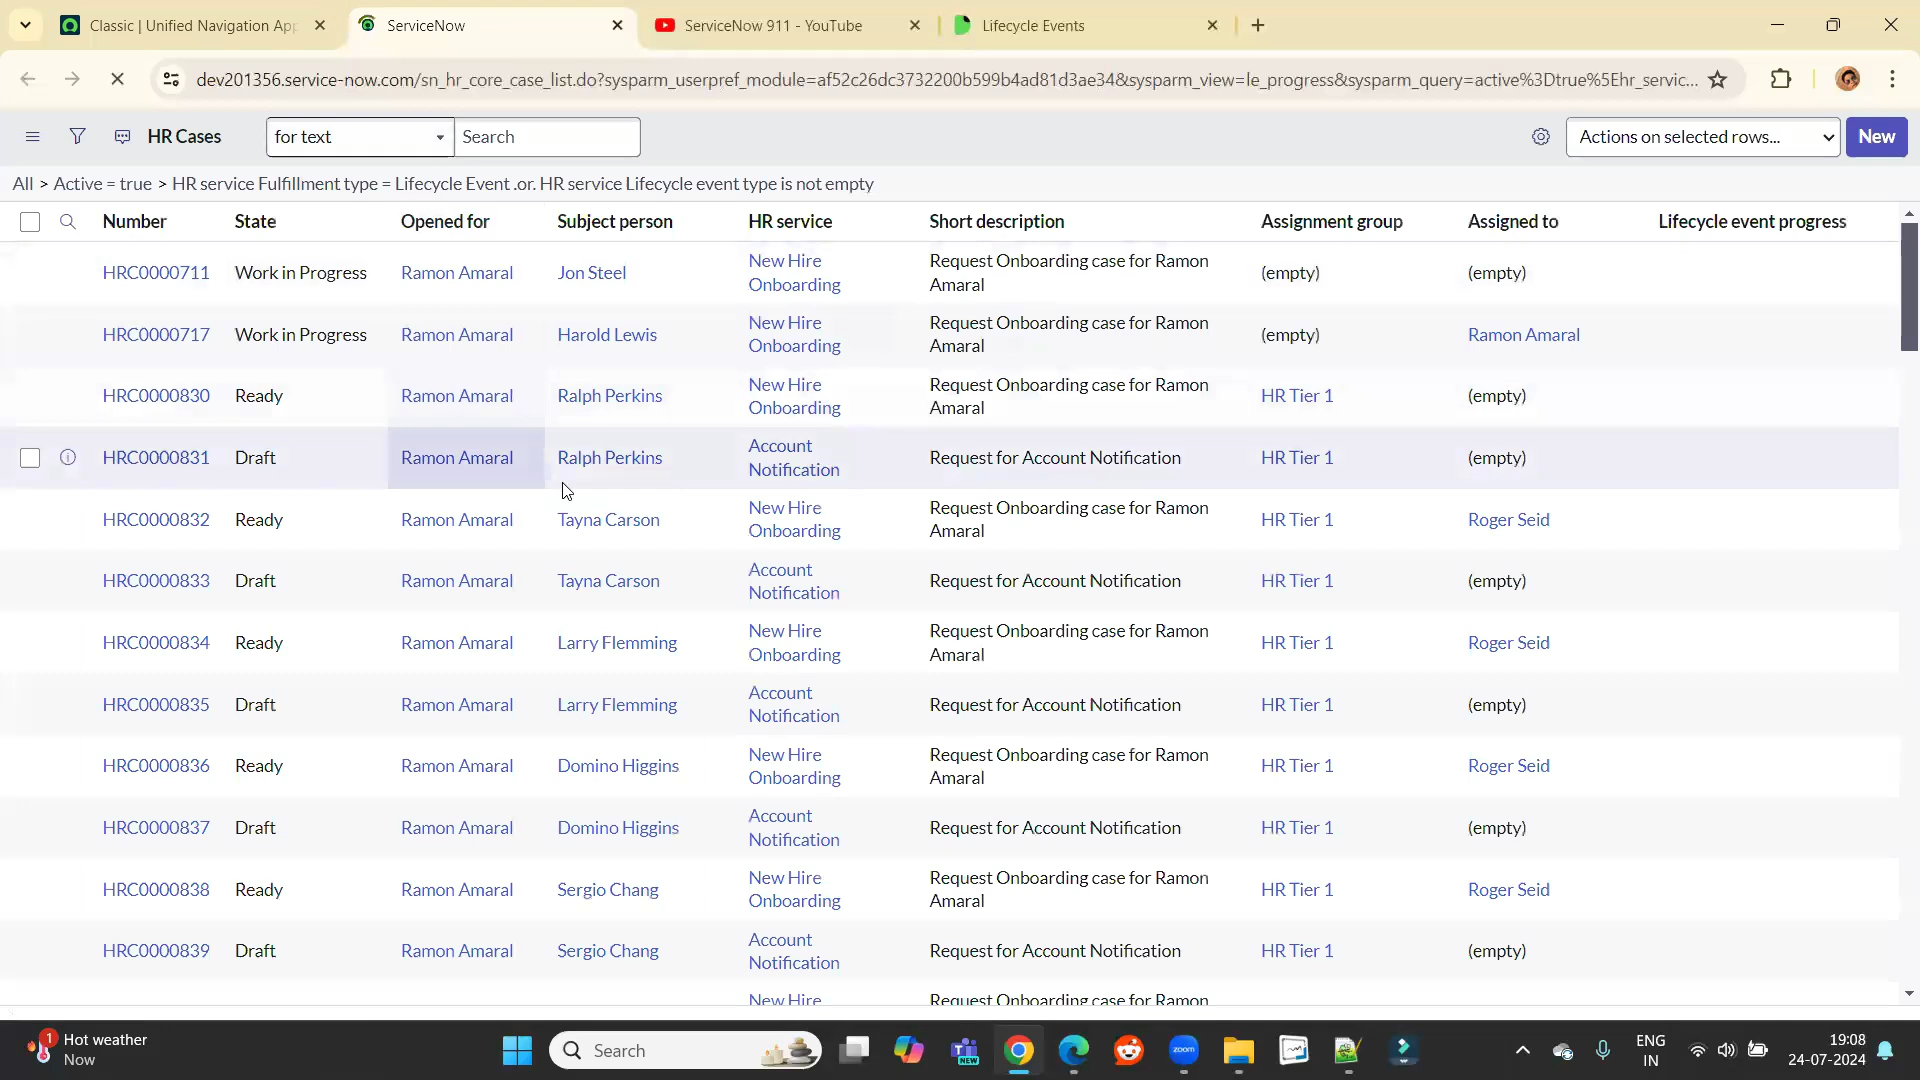 Classic | Unified Navigation App
ServiceNow
ServiceNow 911 - YouTube
Lifecycle Events
dev201356.service-now.com/sn_hr_core_case_list.do?sysparm_userpref_module=af52c26dc3732200b599b4ad81d3ae34&sysparm_view=le_progress&sysparm_query=active%3Dtrue%5Ehr_servic...
HR Cases for text Search Actions on selected rows... New
All > Active = true > HR service Fulfillment type = Lifecycle Event .or. HR service Lifecycle event type is not empty
Number State Opened for Subject person HR service Short description Assignment group Assigned to Lifecycle event progress
HRC0000711 Work in Progress Ramon Amaral Jon Steel New Hire Onboarding Request Onboarding case for Ramon Amaral (empty) (empty)
HRC0000717 Work in Progress Ramon Amaral Harold Lewis New Hire Onboarding Request Onboarding case for Ramon Amaral (empty) Ramon Amaral
HRC0000830 Ready Ramon Amaral Ralph Perkins New Hire Onboarding Request Onboarding case for Ramon Amaral HR Tier 1 (empty)
HRC0000831 Draft Ramon Amaral Ralph Perkins Account Notification Request for Account Notification HR Tier 1 (empty)
HRC0000832 Ready Ramon Amaral Tayna Carson New Hire Onboarding Request Onboarding case for Ramon Amaral HR Tier 1 Roger Seid
HRC0000833 Draft Ramon Amaral Tayna Carson Account Notification Request for Account Notification HR Tier 1 (empty)
HRC0000834 Ready Ramon Amaral Larry Flemming New Hire Onboarding Request Onboarding case for Ramon Amaral HR Tier 1 Roger Seid
HRC0000835 Draft Ramon Amaral Larry Flemming Account Notification Request for Account Notification HR Tier 1 (empty)
HRC0000836 Ready Ramon Amaral Domino Higgins New Hire Onboarding Request Onboarding case for Ramon Amaral HR Tier 1 Roger Seid
HRC0000837 Draft Ramon Amaral Domino Higgins Account Notification Request for Account Notification HR Tier 1 (empty)
HRC0000838 Ready Ramon Amaral Sergio Chang New Hire Onboarding Request Onboarding case for Ramon Amaral HR Tier 1 Roger Seid
HRC0000839 Draft Ramon Amaral Sergio Chang Account Notification Request for Account Notification HR Tier 1 (empty)
New Hire Request Onboarding case for Ramon
1 Hot weather
Now
Search
NEW
zoom
ENG
IN
19:08
24-07-2024